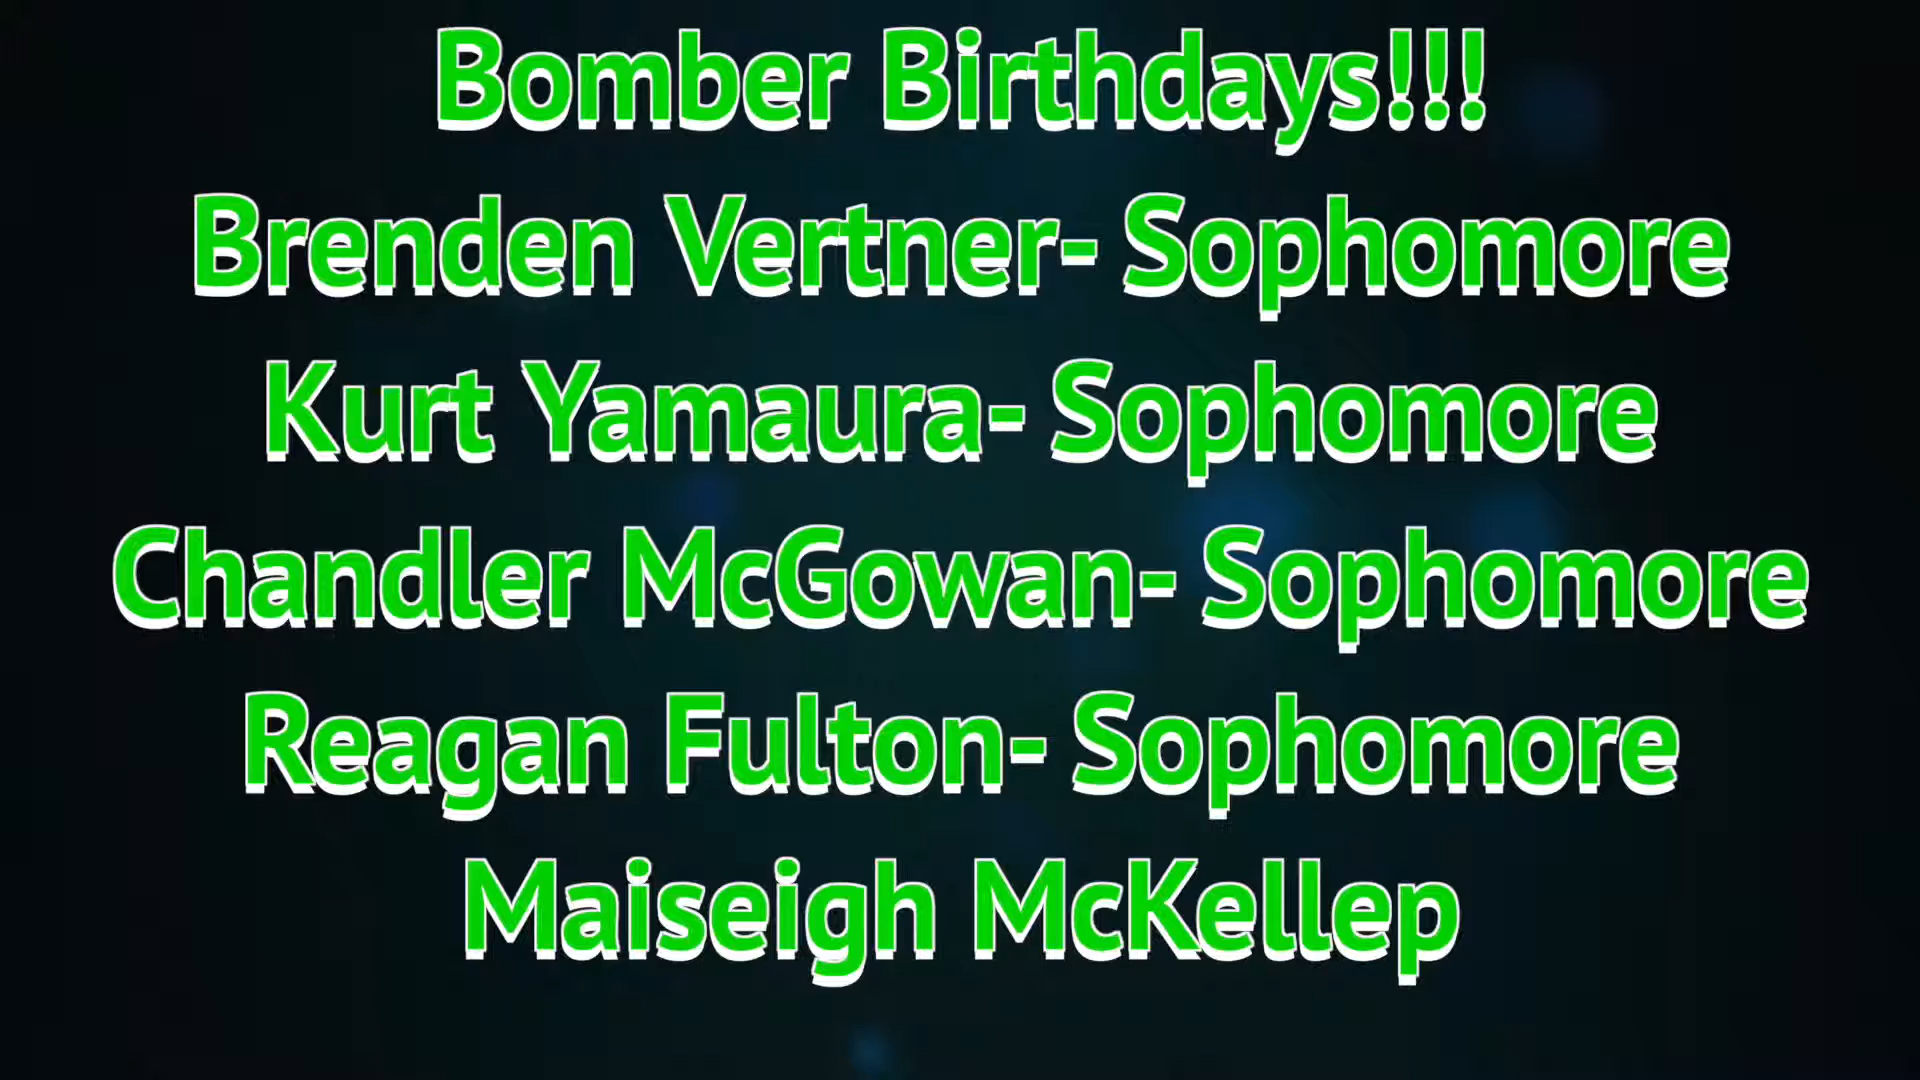 Bomber Birthdays!!!
Brenden Vertner- Sophomore
Kurt Yamaura- Sophomore
Chandler McGowan- Sophomore
Reagan Fulton- Sophomore
Maiseigh McKellep